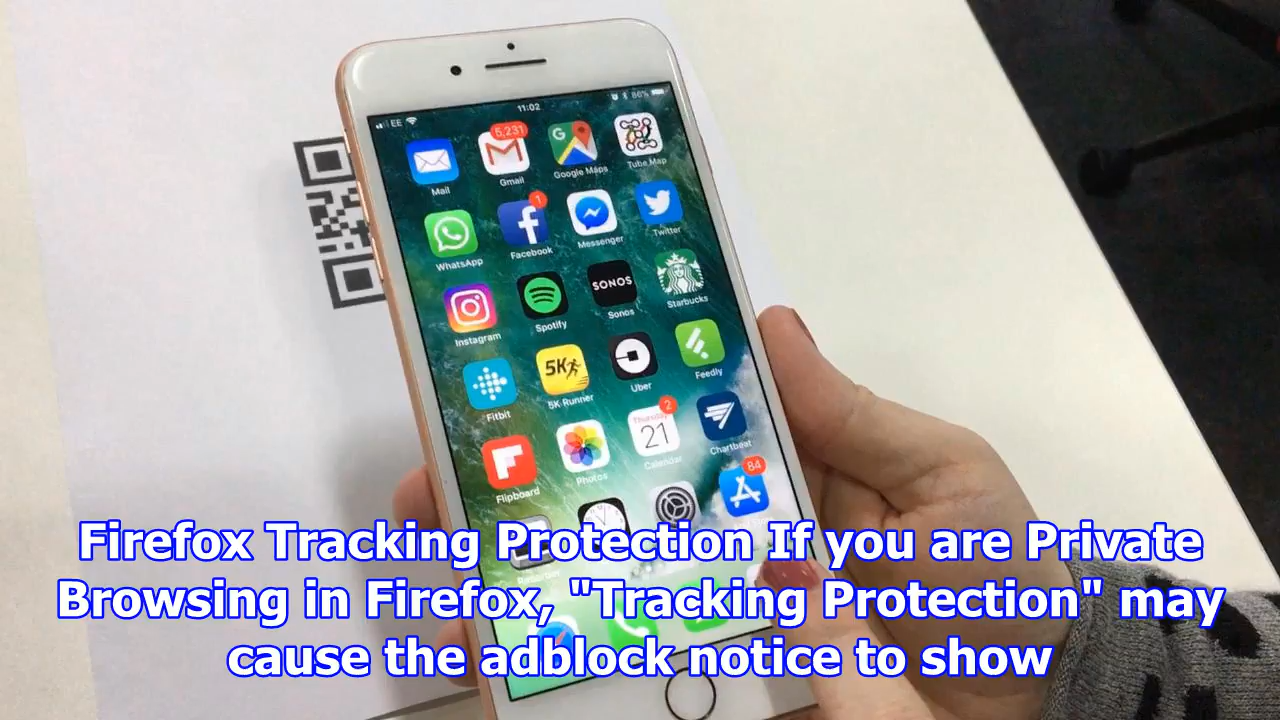 EE
11:02
86%
5,231
Mail
Gmail
G
Google Maps
Tube Map
1
WhatsApp
Facebook
Messenger
Twitter
Instagram
Spotify
SONOS
Sonos
Starbucks
5K
Fitbit
5K Runner
Uber
Feedly
2
Thursday
21
Flipboard
Photos
Calendar
Chartbeat
84
Firefox Tracking Protection If you are Private
Browsing in Firefox, "Tracking Protection" may
cause the adblock notice to show